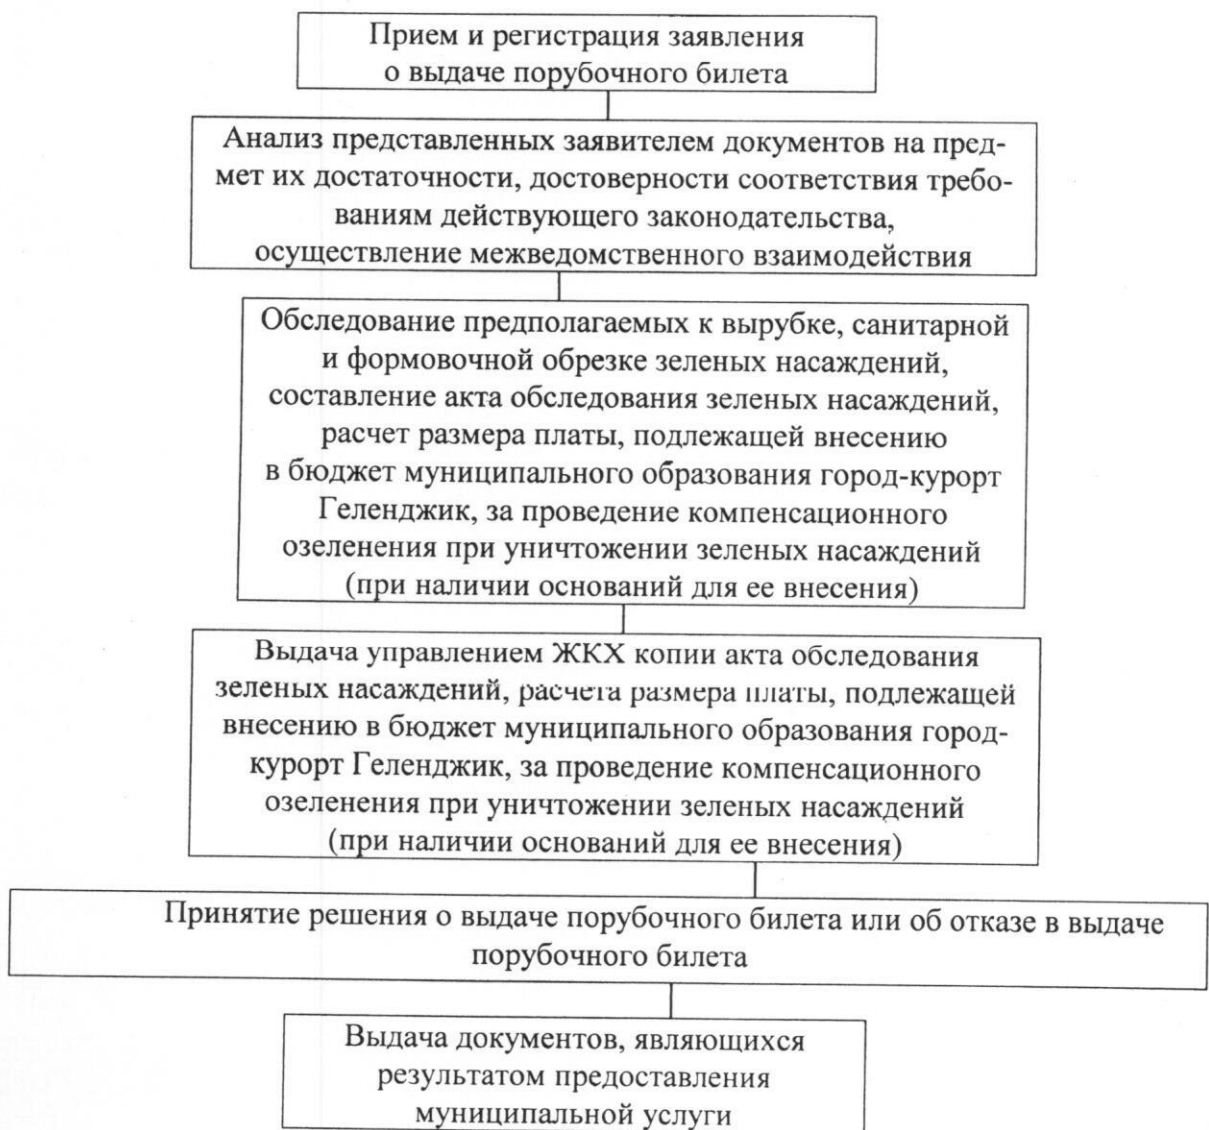 Прием и регистрация заявления
о выдаче порубочного билета
Анализ представленных заявителем документов на пред-
мет их достаточности, достоверности соответствия требо-
ваниям действующего законодательства,
осуществление межведомственного взаимодействия
Обследование предполагаемых к вырубке, санитарной
и формовочной обрезке зеленых насаждений,
составление акта обследования зеленых насаждений,
расчет размера платы, подлежащей внесению
в бюджет муниципального образования город-курорт
Геленджик, за проведение компенсационного
озеленения при уничтожении зеленых насаждений
(при наличии оснований для ее внесения)
Выдача управлением ЖКХ копии акта обследования
зеленых насаждений, расчета размера платы, подлежащей
внесению в бюджет муниципального образования город-
курорт Геленджик, за проведение компенсационного
озеленения при уничтожении зеленых насаждений
(при наличии оснований для ее внесения)
Принятие решения о выдаче порубочного билета или об отказе в выдаче
порубочного билета
Выдача документов, являющихся
результатом предоставления
муниципальной услуги